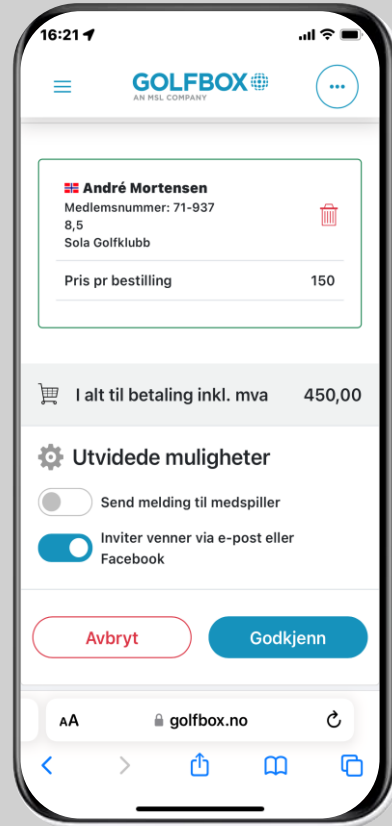 16:21
GOLFBOX
AN MSL COMPANY
André Mortensen
Medlemsnummer: 71-937
8,5
Sola Golfklubb
Pris pr bestilling 150
I alt til betaling inkl. mva 450,00
Utvidede muligheter
Send melding til medspiller
Inviter venner via e-post eller
Facebook
Avbryt Godkjenn
AA golfbox.no